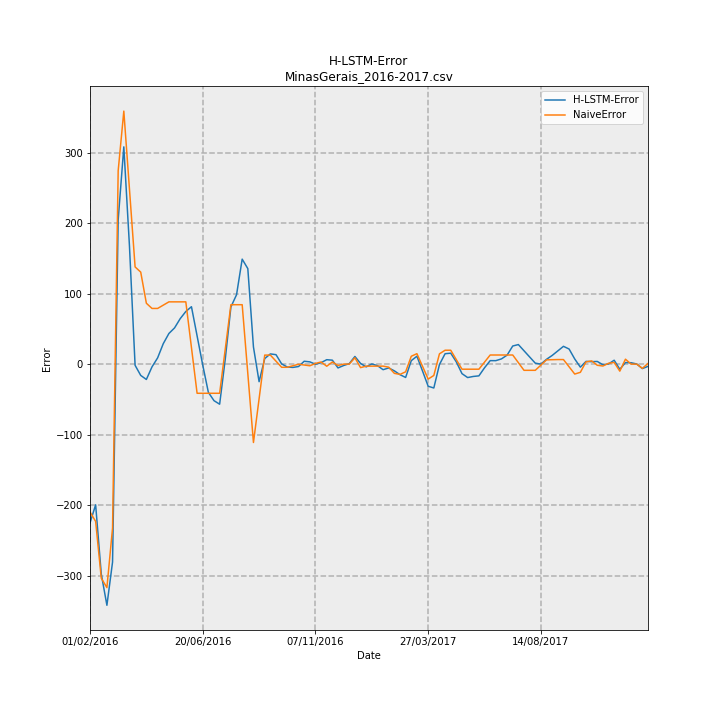 H-LSTM-Error
MinasGerais_2016-2017.csv
H-LSTM-Error
NaiveError
300
200
100
0
−100
−200
−300
Error
01/02/2016
20/06/2016
07/11/2016
27/03/2017
14/08/2017
Date